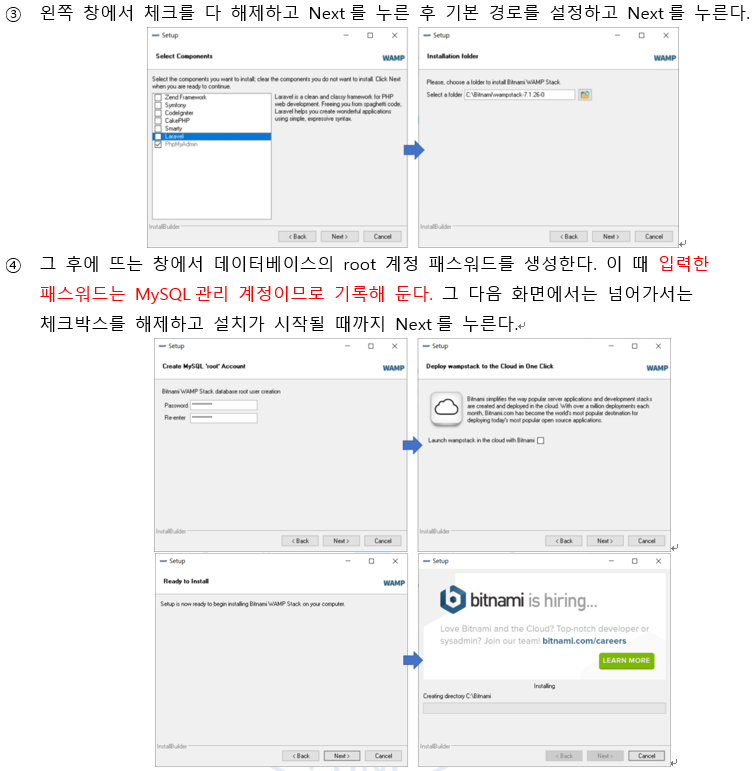 ③ 왼쪽 창에서 체크를 다 해제하고 Next를 누른 후 기본 경로를 설정하고 Next를 누른다.
Setup
Select Components
WAMP
Select the components you want to install; clear the components you do not want to install. Click Next
when you are ready to continue.
Zend Framework
Symfony
CodeIgniter
CakePHP
Smarty
Laravel
PhpMyAdmin
Laravel is a clean and classy framework for PHP
web development. Freeing you from spaghetti code,
Laravel helps you create wonderful applications
using simple, expressive syntax.
InstallBuilder
< Back Next > Cancel
Setup
Installation folder
WAMP
Please, choose a folder to install Bitnami WAMP Stack
Select a folder C:\Bitnami\wampstack-7.1.26-0
InstallBuilder
< Back Next > Cancel
④ 그 후에 뜨는 창에서 데이터베이스의 root 계정 패스워드를 생성한다. 이 때 입력한
패스워드는 MySQL 관리 계정이므로 기록해 둔다. 그 다음 화면에서는 넘어가서는
체크박스를 해제하고 설치가 시작될 때까지 Next를 누른다.
Setup
Create MySQL 'root' Account
WAMP
Bitnami WAMP Stack database root user creation
Password ********
Re-enter ********
InstallBuilder
< Back Next > Cancel
Setup
Deploy wampstack to the Cloud in One Click
WAMP
Bitnami simplifies the way popular server applications and development stacks
are created and deployed in the cloud. With over a million deployments each
month, Bitnami.com has become the world's most popular destination for
deploying today's most popular open source applications.
Launch wampstack in the cloud with Bitnami
InstallBuilder
< Back Next > Cancel
Setup
Ready to Install
WAMP
Setup is now ready to begin installing Bitnami WAMP Stack on your computer.
InstallBuilder
< Back Next > Cancel
Setup
bitnami is hiring...
Love Bitnami and the Cloud? Top-notch developer or
sysadmin? Join our team! bitnami.com/careers
LEARN MORE
Installing
Creating directory C:\Bitnami
InstallBuilder
< Back Next > Cancel